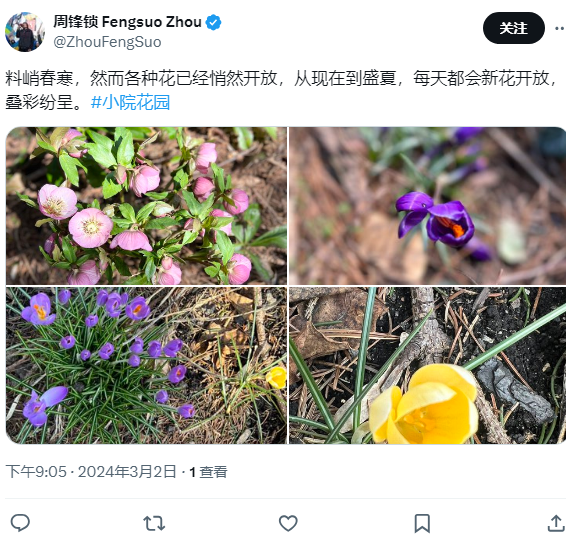 周锋锁 Fengsuo Zhou
关注
@ZhouFengSuo
料峭春寒，然而各种花已经悄然开放，从现在到盛夏，每天都会新花开放，
叠彩纷呈。#小院花园
下午9:05 · 2024年3月2日 · 1 查看